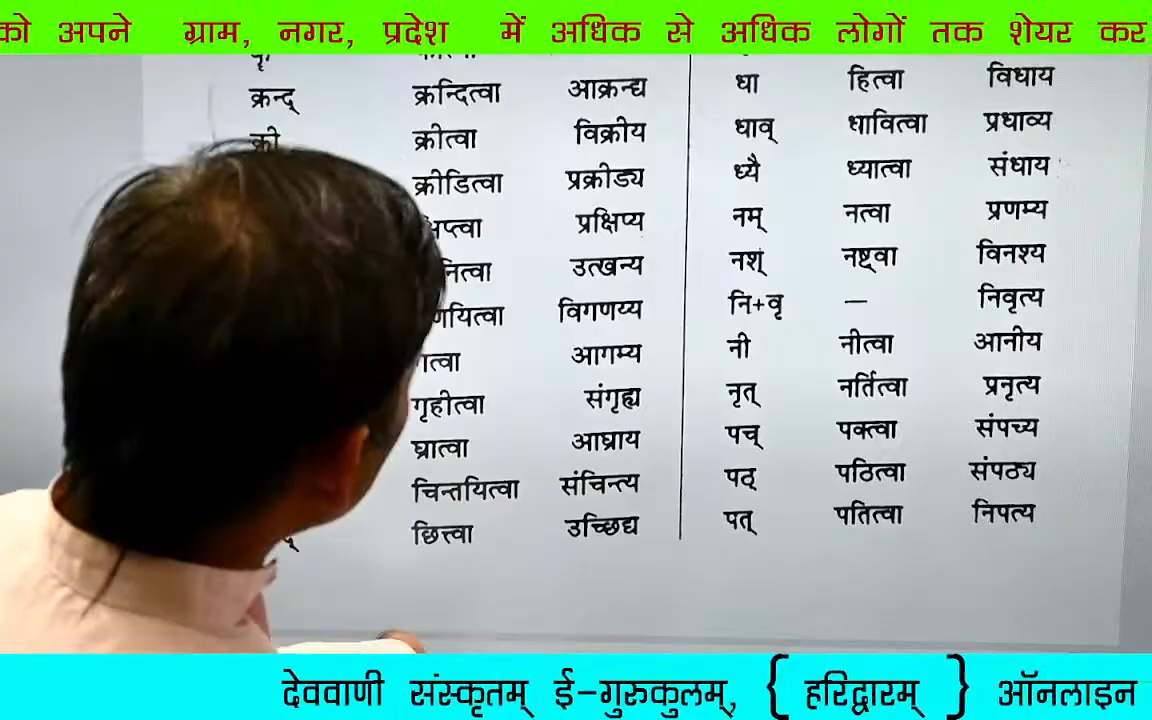 को अपने ग्राम, नगर, प्रदेश में अधिक से अधिक लोगों तक शेयर कर
क्रन्द् क्रन्दित्वा आक्रन्द्य
क्री क्रीत्वा विक्रीय
क्रीडित्वा प्रक्रीड्य
प्रक्षिप्य
उत्खन्य
विगणय्य
आगम्य
गृहीत्वा संगृह्य
घ्रात्वा आघ्राय
चिन्तयित्वा संचिन्त्य
छित्त्वा उच्छिद्य
धा हित्वा विधाय
धाव् धावित्वा प्रधाव्य
ध्यै ध्यात्वा संधाय
नम् नत्वा प्रणम्य
नश् नष्ट्वा विनश्य
नि+वृ — निवृत्य
नी नीत्वा आनीय
नृत् नर्तित्वा प्रनृत्य
पच् पक्त्वा संपच्य
पठ् पठित्वा संपठ्य
पत् पतित्वा निपत्य
देववाणी संस्कृतम् ई-गुरुकुलम्, { हरिद्वारम् } ऑनलाइन